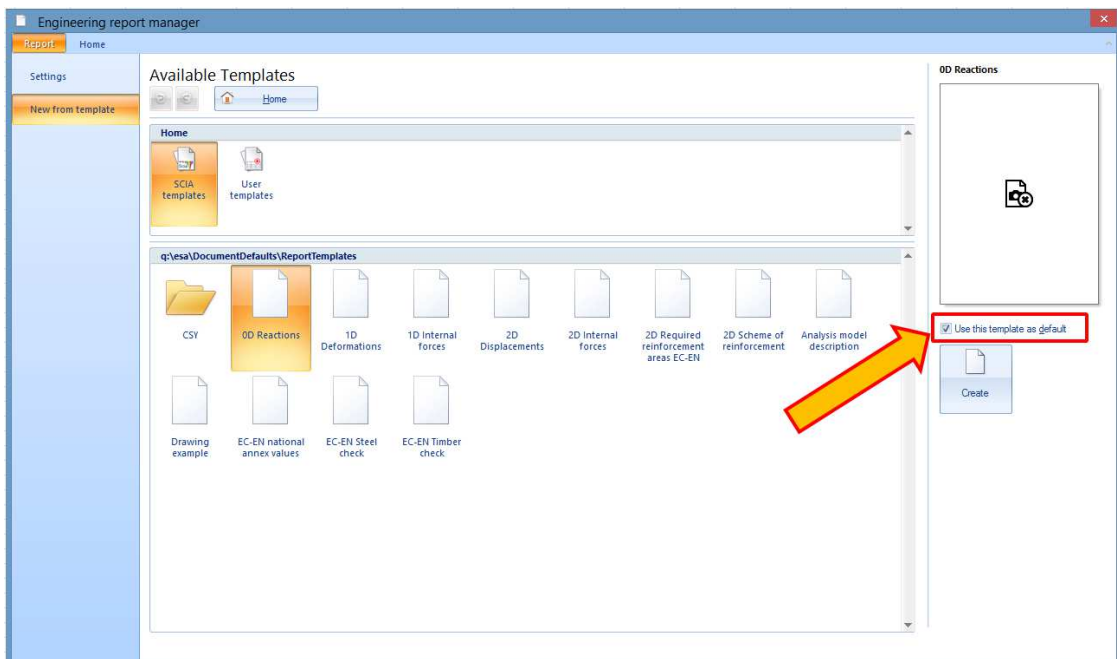 Engineering report manager
Report
Home
Settings
New from template
Available Templates
Home
Home
SCIA
templates
User
templates
q:\esa\DocumentDefaults\ReportTemplates
CSY
0D Reactions
1D
Deformations
1D Internal
forces
2D
Displacements
2D Internal
forces
2D Required
reinforcement
areas EC-EN
2D Scheme of
reinforcement
Analysis model
description
Drawing
example
EC-EN national
annex values
EC-EN Steel
check
EC-EN Timber
check
0D Reactions
Use this template as default
Create